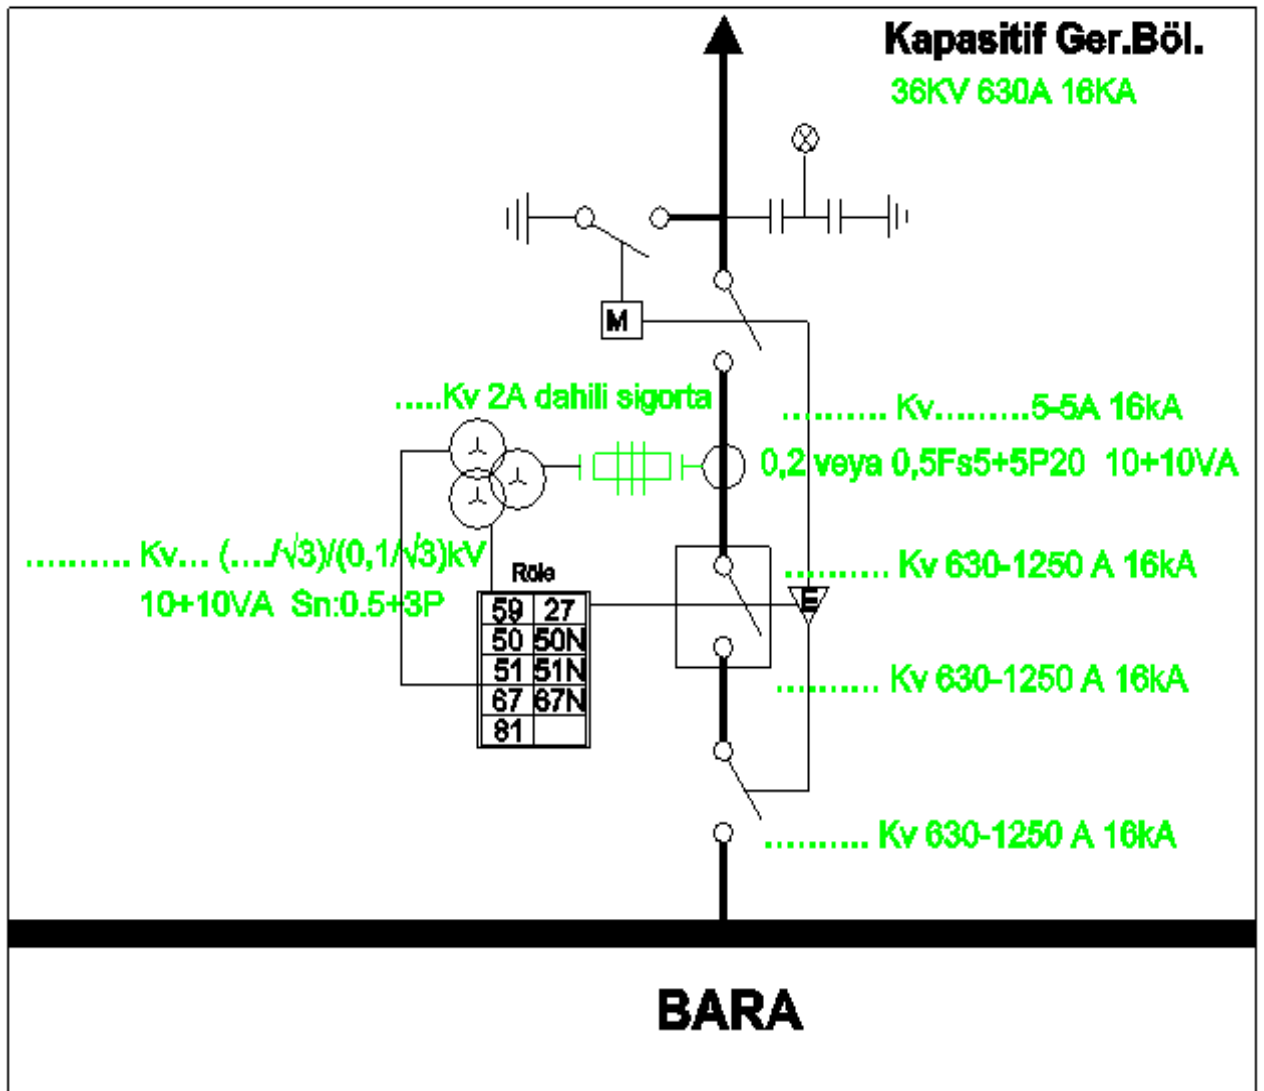 Kapasitif Ger.Böl.
36KV 630A 16KA
M
.....Kv 2A dahili sigorta
.......... Kv.........5-5A 16kA
0,2 veya 0,5Fs5+5P20 10+10VA
.......... Kv... (..../√3)/(0,1/√3)kV
10+10VA Sn:0.5+3P
.......... Kv 630-1250 A 16kA
Röle
59 27
50 50N
51 51N
67 67N
81
E
.......... Kv 630-1250 A 16kA
.......... Kv 630-1250 A 16kA
BARA